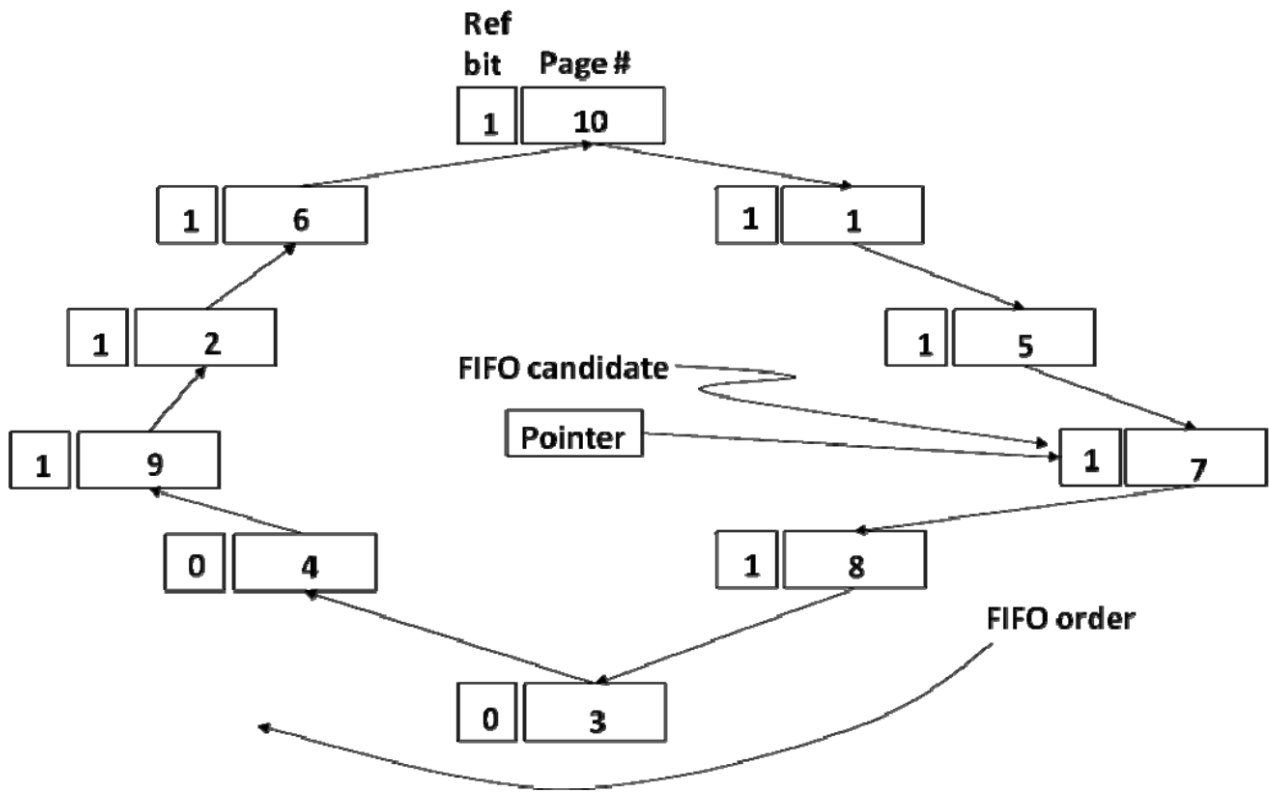 Ref
bit Page #
1 10
1 6
1 1
1 2
1 5
FIFO candidate
Pointer
1 9
1 7
0 4
1 8
FIFO order
0 3